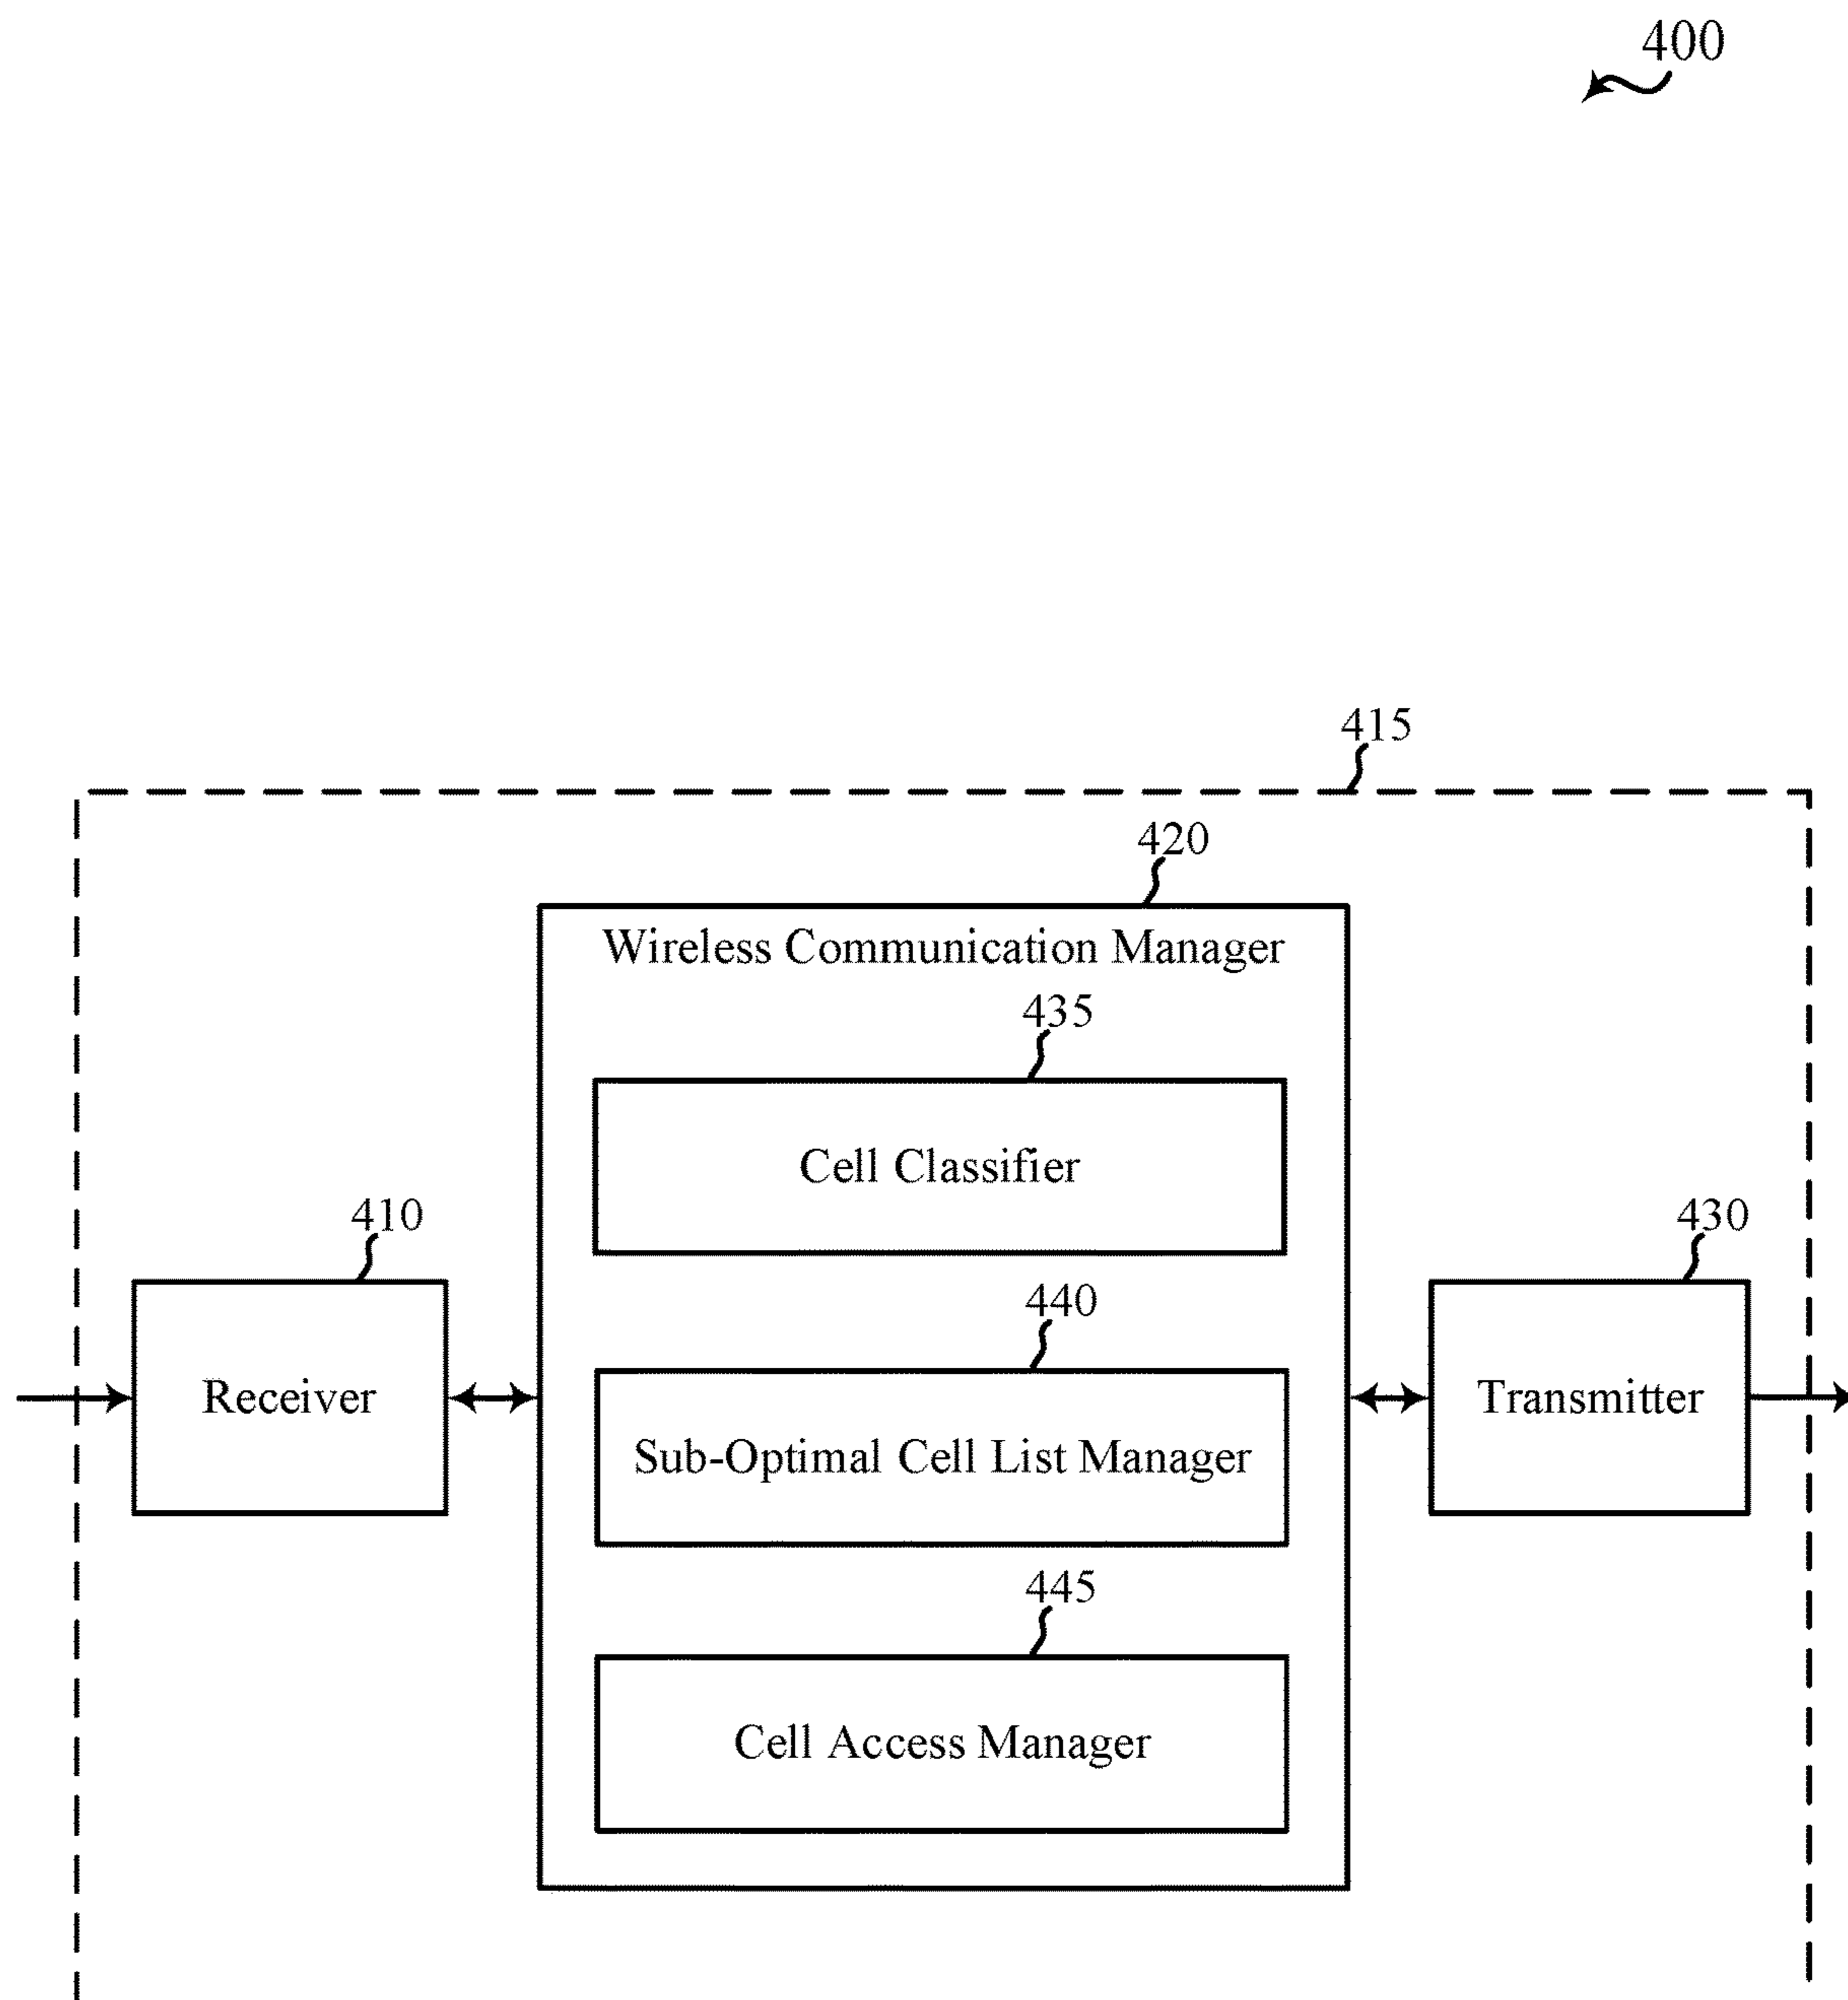 400
415
420
Wireless Communication Manager
435
Cell Classifier
410
Receiver
440
Sub-Optimal Cell List Manager
430
Transmitter
445
Cell Access Manager